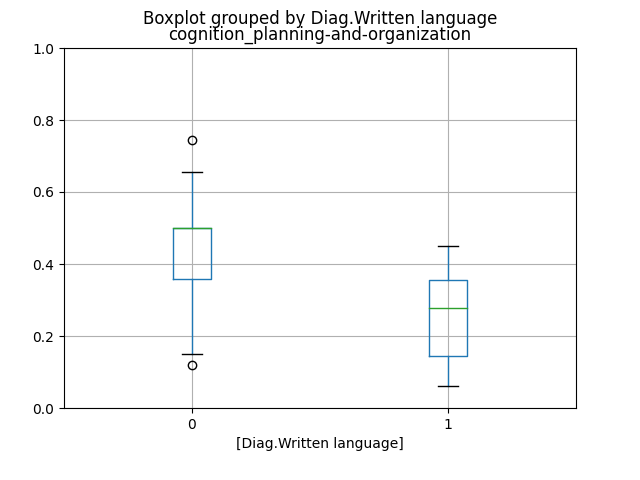 Boxplot grouped by Diag.Written language
cognition_planning-and-organization
1.0
0.8
0.6
0.4
0.2
0.0
0 1
[Diag.Written language]